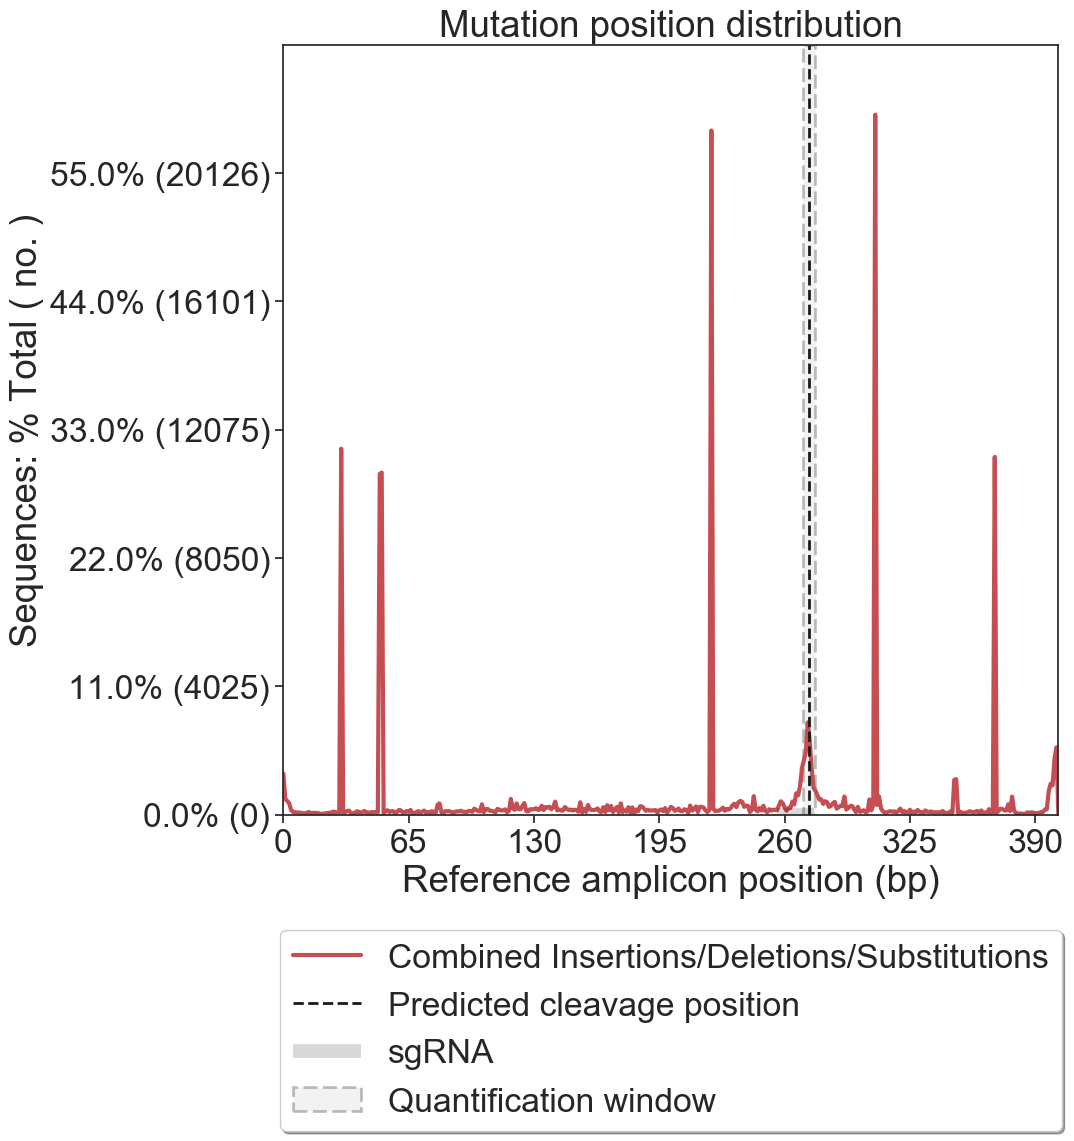 Mutation position distribution
Sequences: % Total ( no. )
55.0% (20126)
44.0% (16101)
33.0% (12075)
22.0% (8050)
11.0% (4025)
0.0% (0)
0 65 130 195 260 325 390
Reference amplicon position (bp)
Combined Insertions/Deletions/Substitutions
Predicted cleavage position
sgRNA
Quantification window